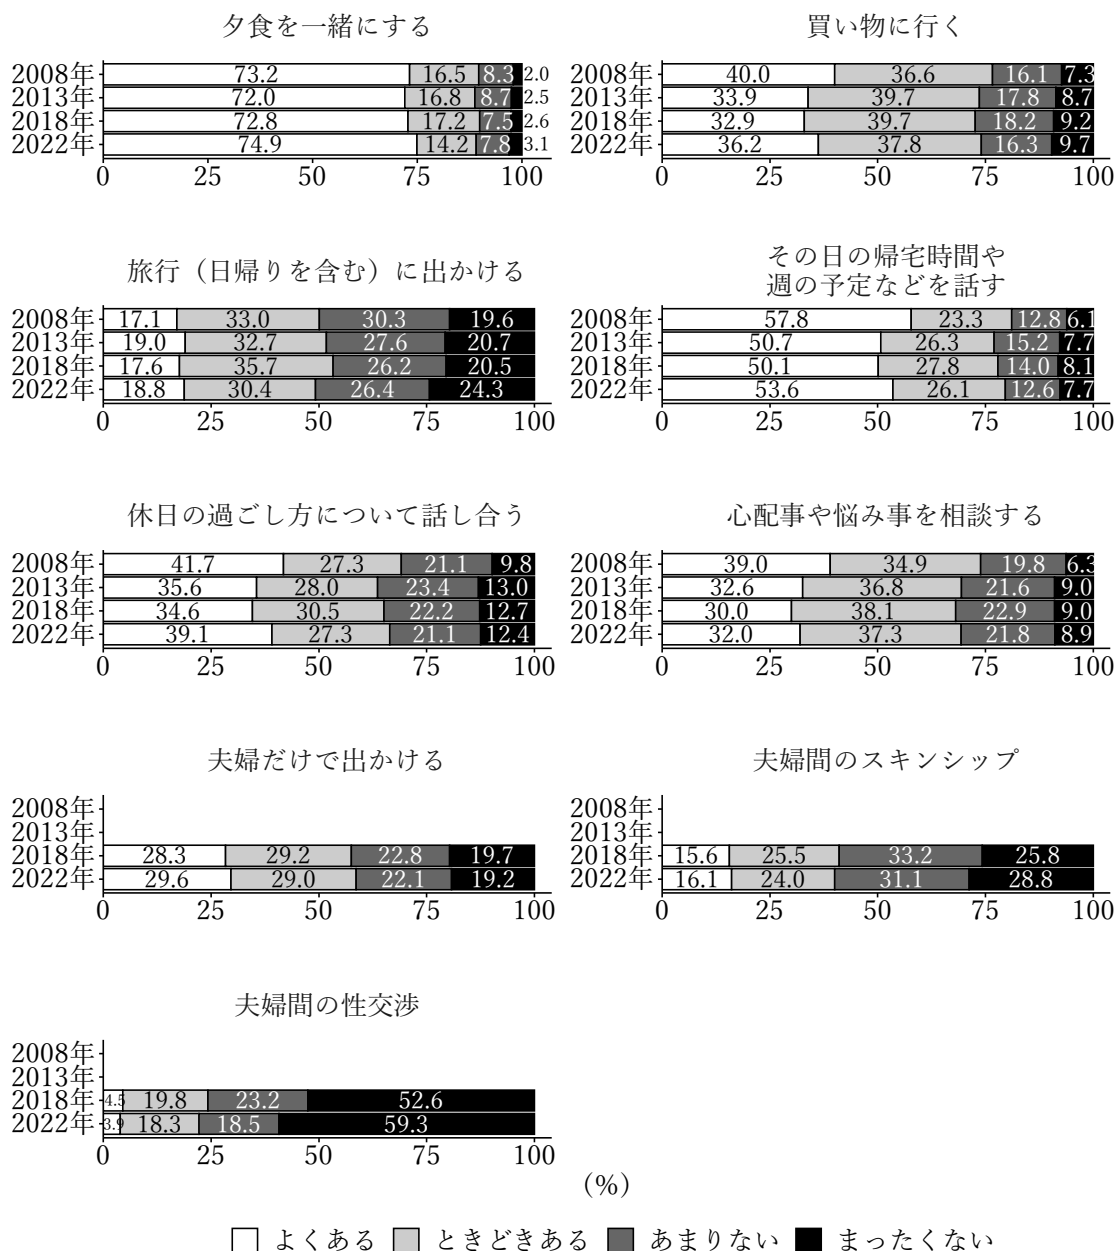 夕食を一緒にする
2008年 73.2 16.5 8.3 2.0
2013年 72.0 16.8 8.7 2.5
2018年 72.8 17.2 7.5 2.6
2022年 74.9 14.2 7.8 3.1
0 25 50 75 100
買い物に行く
2008年 40.0 36.6 16.1 7.3
2013年 33.9 39.7 17.8 8.7
2018年 32.9 39.7 18.2 9.2
2022年 36.2 37.8 16.3 9.7
0 25 50 75 100
旅行（日帰りを含む）に出かける
2008年 17.1 33.0 30.3 19.6
2013年 19.0 32.7 27.6 20.7
2018年 17.6 35.7 26.2 20.5
2022年 18.8 30.4 26.4 24.3
0 25 50 75 100
その日の帰宅時間や
週の予定などを話す
2008年 57.8 23.3 12.8 6.1
2013年 50.7 26.3 15.2 7.7
2018年 50.1 27.8 14.0 8.1
2022年 53.6 26.1 12.6 7.7
0 25 50 75 100
休日の過ごし方について話し合う
2008年 41.7 27.3 21.1 9.8
2013年 35.6 28.0 23.4 13.0
2018年 34.6 30.5 22.2 12.7
2022年 39.1 27.3 21.1 12.4
0 25 50 75 100
心配事や悩み事を相談する
2008年 39.0 34.9 19.8 6.3
2013年 32.6 36.8 21.6 9.0
2018年 30.0 38.1 22.9 9.0
2022年 32.0 37.3 21.8 8.9
0 25 50 75 100
夫婦だけで出かける
2008年
2013年
2018年 28.3 29.2 22.8 19.7
2022年 29.6 29.0 22.1 19.2
0 25 50 75 100
夫婦間のスキンシップ
2008年
2013年
2018年 15.6 25.5 33.2 25.8
2022年 16.1 24.0 31.1 28.8
0 25 50 75 100
夫婦間の性交渉
2008年
2013年
2018年 4.5 19.8 23.2 52.6
2022年 3.9 18.3 18.5 59.3
0 25 50 75 100
(%)
よくある ときどきある あまりない まったくない